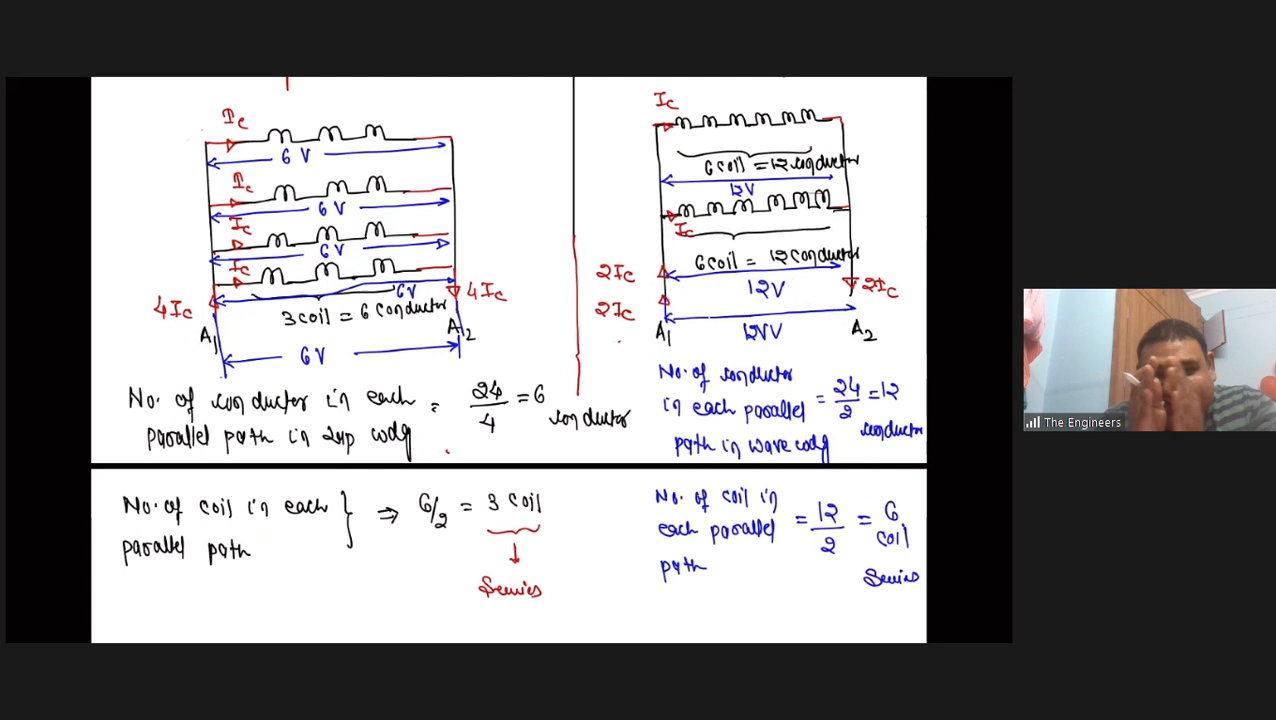 Ic
6 V
Ic
6 V
Ic
6 V
Ic
6V
4Ic
4Ic
3 coil = 6 conductor
A1
A2
6 V
No. of conductor in each
parallel path in
wdg
= 24/4 = 6
conductor
Ic
6 coil = 12 conductor
12V
Ic
6 coil = 12 conductor
2Ic
12V
2Ic
2Ic
12V
A1
A2
No. of conductor
in each parallel
path in wave wdg
= 24/2 = 12
conductor
No. of coil in each
parallel path
⇒ 6/2 = 3 coil
Series
No. of coil in
each parallel
path
= 12/2 = 6
coil
Series
The Engineers